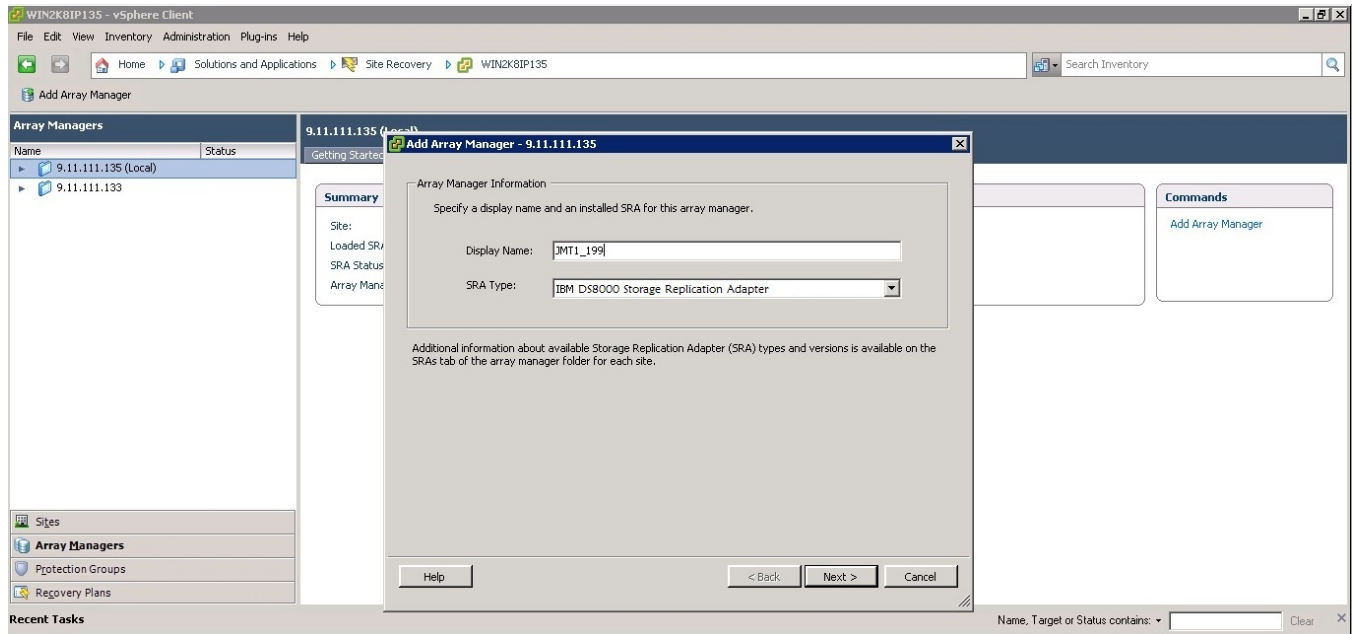 WIN2K8IP135 - vSphere Client
File Edit View Inventory Administration Plug-ins Help
Home Solutions and Applications Site Recovery WIN2K8IP135
Search Inventory
Add Array Manager
Array Managers
Name Status
9.11.111.135 (Local)
9.11.111.133
9.11.111.135 (Local)
Getting Started
Summary
Site:
Loaded SRA
SRA Status
Array Mana
Commands
Add Array Manager
Add Array Manager - 9.11.111.135
Array Manager Information
Specify a display name and an installed SRA for this array manager.
Display Name: JMT1_199
SRA Type: IBM DS8000 Storage Replication Adapter
Additional information about available Storage Replication Adapter (SRA) types and versions is available on the
SRAs tab of the array manager folder for each site.
Help < Back Next > Cancel
Sites
Array Managers
Protection Groups
Recovery Plans
Recent Tasks
Name, Target or Status contains: Clear